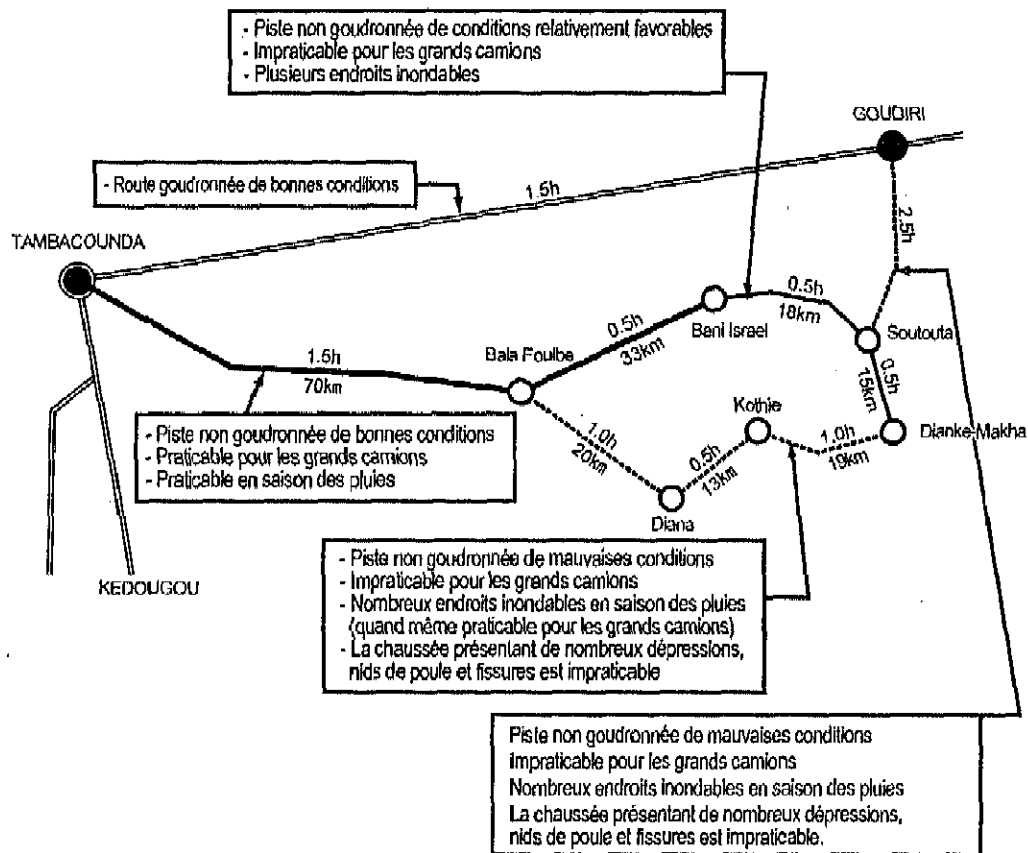 - Piste non goudronnée de conditions relativement favorables
- Impraticable pour les grands camions
- Plusieurs endroits inondables
GOUDIRI
- Route goudronnée de bonnes conditions
1.5h
2.5h
TAMBACOUNDA
0.5h
18km
Bani Israel
0.5h
33km
Soutouta
1.5h
70km
Bala Foulbe
0.5h
15km
Kothie
- Piste non goudronnée de bonnes conditions
- Praticable pour les grands camions
- Praticable en saison des pluies
1.0h
20km
0.5h
13km
1.0h
19km
Dianke-Makha
Diana
KEDOUGOU
- Piste non goudronnée de mauvaises conditions
- Impraticable pour les grands camions
- Nombreux endroits inondables en saison des pluies
(quand même praticable pour les grands camions)
- La chaussée présentant de nombreux dépressions,
nids de poule et fissures est impraticable
Piste non goudronnée de mauvaises conditions
Impraticable pour les grands camions
Nombreux endroits inondables en saison des pluies
La chaussée présentant de nombreux dépressions,
nids de poule et fissures est impraticable.